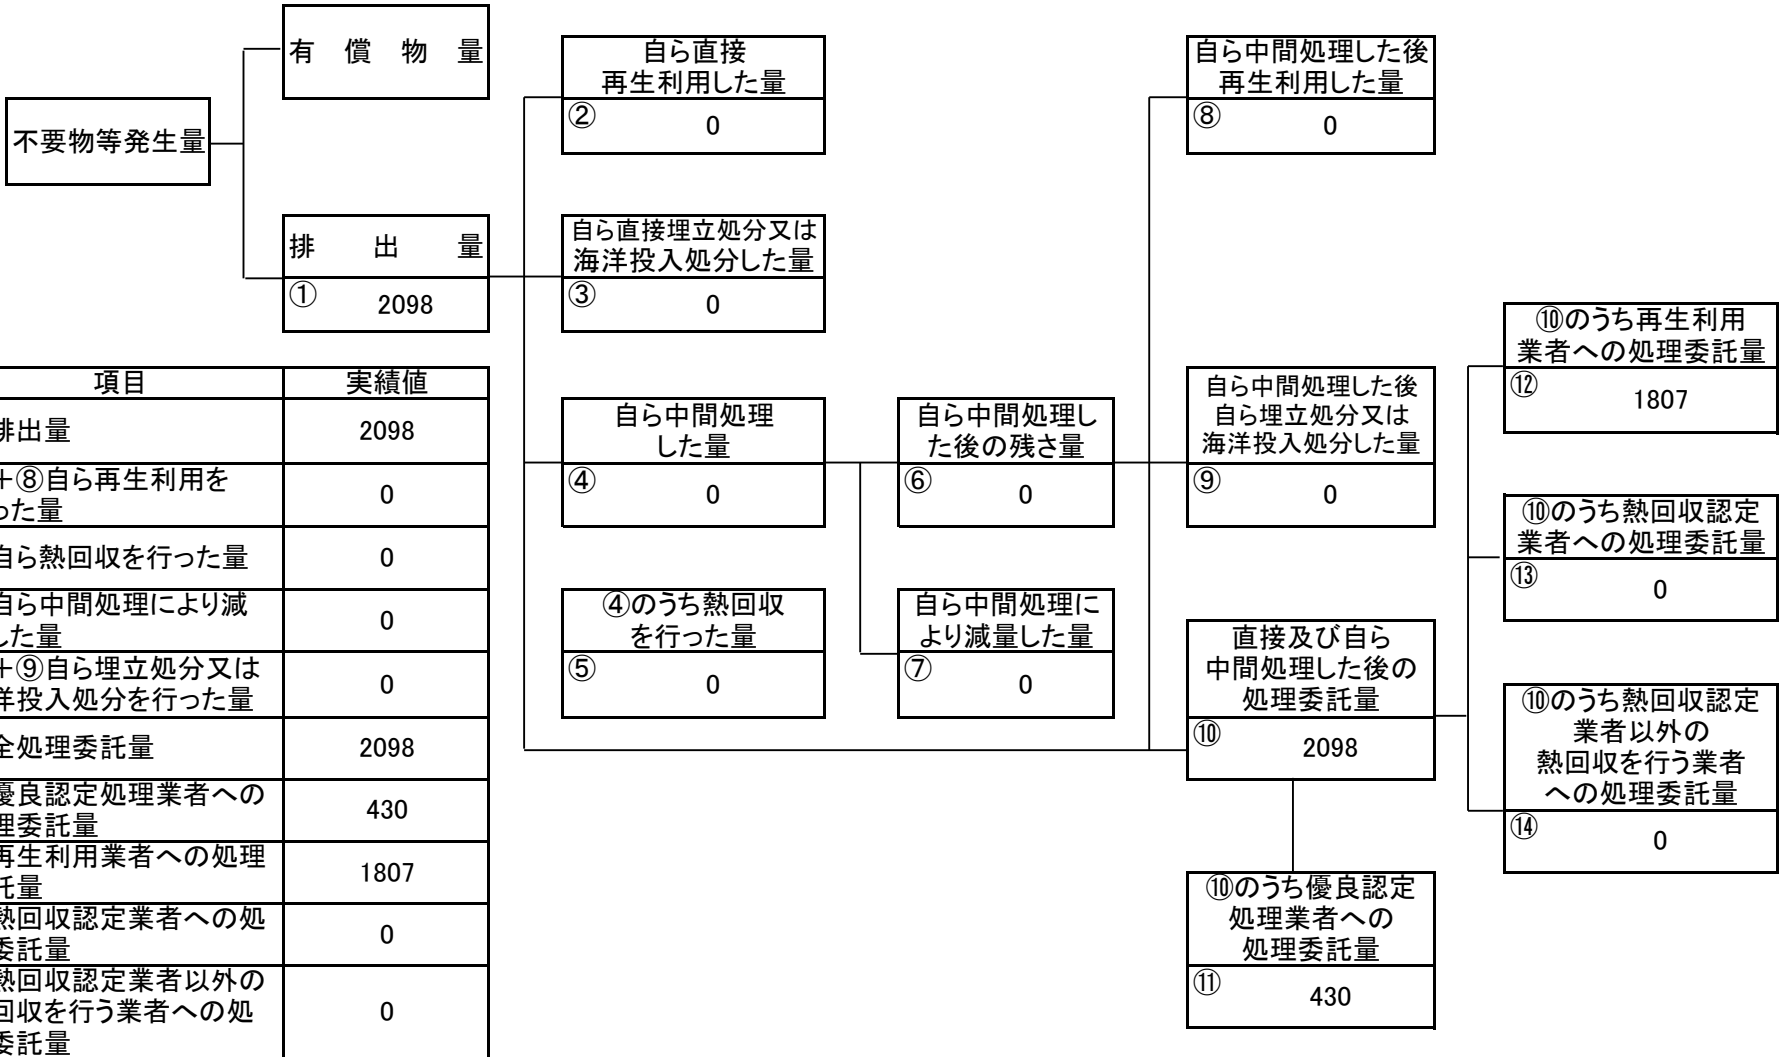 有償物量
不要物等発生量
排出量
① 2098
自ら直接
再生利用した量
② 0
自ら直接埋立処分又は
海洋投入処分した量
③ 0
自ら中間処理
した量
④ 0
④のうち熱回収
を行った量
⑤ 0
自ら中間処理し
た後の残さ量
⑥ 0
自ら中間処理に
より減量した量
⑦ 0
自ら中間処理した後
再生利用した量
⑧ 0
自ら中間処理した後
自ら埋立処分又は
海洋投入処分した量
⑨ 0
直接及び自ら
中間処理した後の
処理委託量
⑩ 2098
⑩のうち優良認定
処理業者への
処理委託量
⑪ 430
⑩のうち再生利用
業者への処理委託量
⑫ 1807
⑩のうち熱回収認定
業者への処理委託量
⑬ 0
⑩のうち熱回収認定
業者以外の
熱回収を行う業者
への処理委託量
⑭ 0
項目 実績値
排出量 2098
+⑧自ら再生利用を
った量 0
自ら熱回収を行った量 0
自ら中間処理により減
した量 0
+⑨自ら埋立処分又は
洋投入処分を行った量 0
全処理委託量 2098
優良認定処理業者への
理委託量 430
再生利用業者への処理
託量 1807
熱回収認定業者への処
委託量 0
熱回収認定業者以外の
回収を行う業者への処
委託量 0